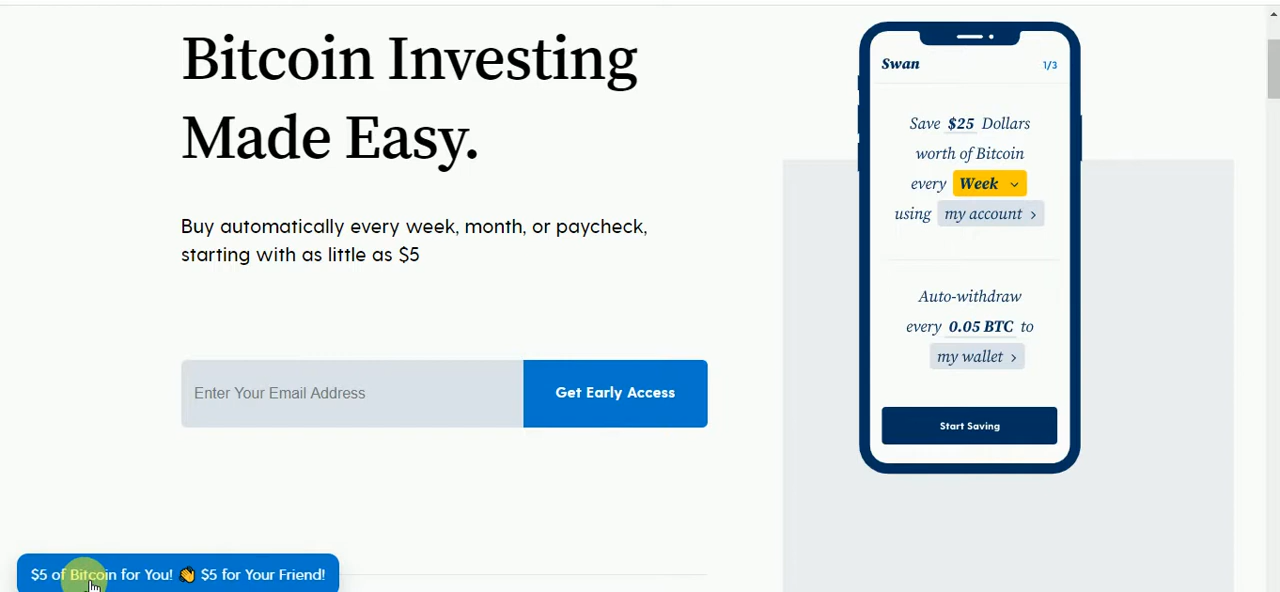 Bitcoin Investing
Made Easy.
Buy automatically every week, month, or paycheck,
starting with as little as $5
Enter Your Email Address
Get Early Access
$5 of Bitcoin for You! 👋 $5 for Your Friend!
Swan
1/3
Save $25 Dollars
worth of Bitcoin
every Week
using my account >
Auto-withdraw
every 0.05 BTC to
my wallet >
Start Saving